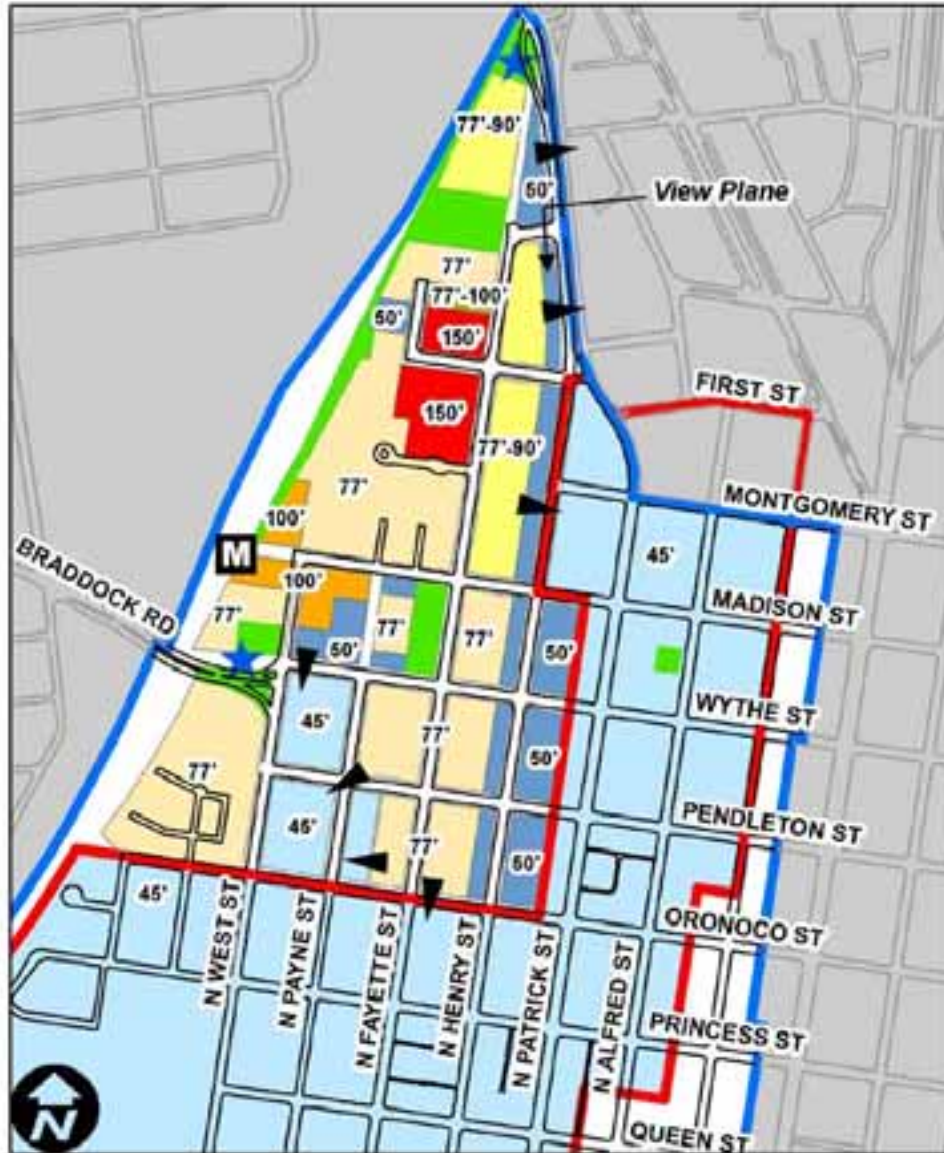 77'-90'
50'
View Plane
77'
77'-100'
50'
150'
FIRST ST
150'
77'-90'
77'
MONTGOMERY ST
100'
M
45'
BRADDOCK RD
100'
MADISON ST
77'
77'
77'
50'
50'
WYTHE ST
45'
77'
50'
77'
45'
PENDLETON ST
77'
50'
45'
ORONOCO ST
N WEST ST
N PAYNE ST
N FAYETTE ST
N HENRY ST
N PATRICK ST
N ALFRED ST
PRINCESS ST
N
QUEEN ST